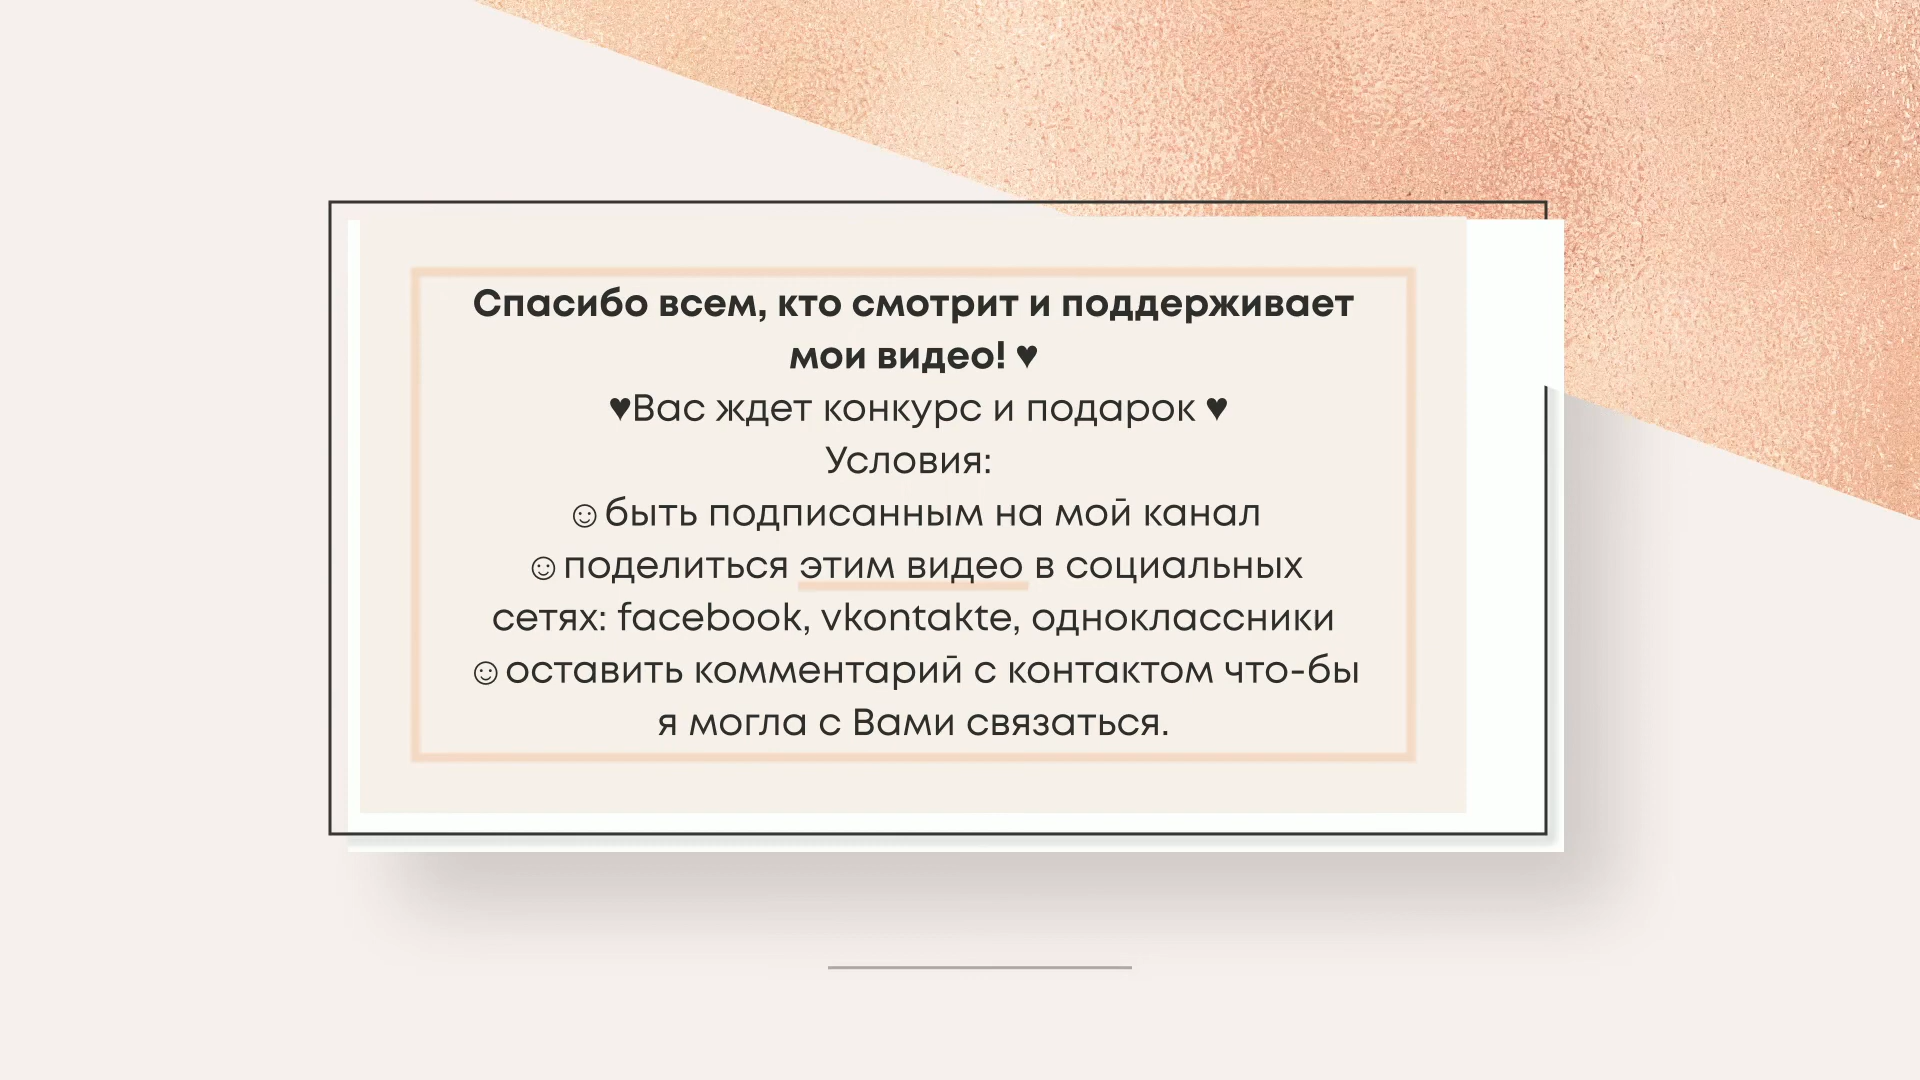 Спасибо всем, кто смотрит и поддерживает
мои видео! ♥
♥Вас ждет конкурс и подарок ♥
Условия:
☺быть подписанным на мой канал
☺поделиться этим видео в социальных
сетях: facebook, vkontakte, одноклассники
☺оставить комментарий с контактом что-бы
я могла с Вами связаться.